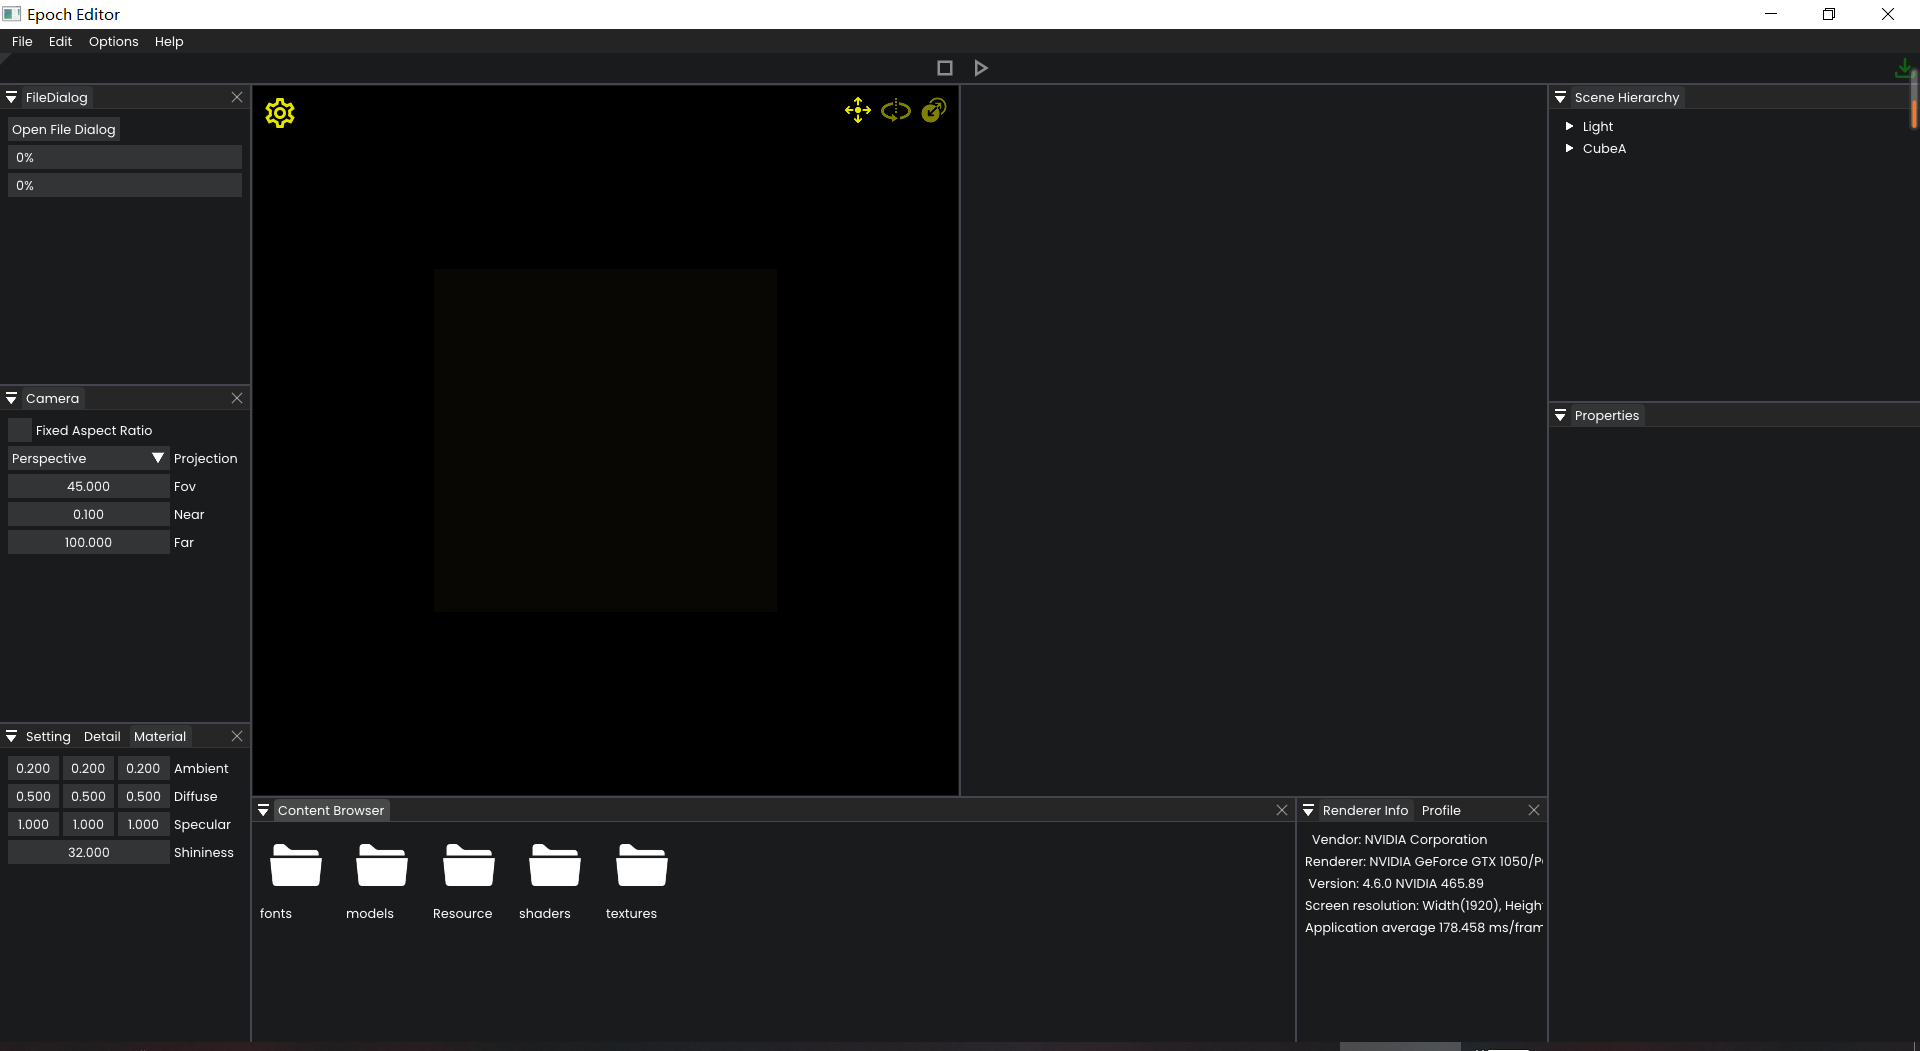 Epoch Editor
File Edit Options Help
FileDialog
Open File Dialog
0%
0%
Camera
Fixed Aspect Ratio
Perspective Projection
45.000 Fov
0.100 Near
100.000 Far
Setting Detail Material
0.200 0.200 0.200 Ambient
0.500 0.500 0.500 Diffuse
1.000 1.000 1.000 Specular
32.000 Shininess
Content Browser
fonts models Resource shaders textures
Renderer Info Profile
Vendor: NVIDIA Corporation
Renderer: NVIDIA GeForce GTX 1050/P
Version: 4.6.0 NVIDIA 465.89
Screen resolution: Width(1920), Heigh
Application average 178.458 ms/fram
Scene Hierarchy
Light
CubeA
Properties